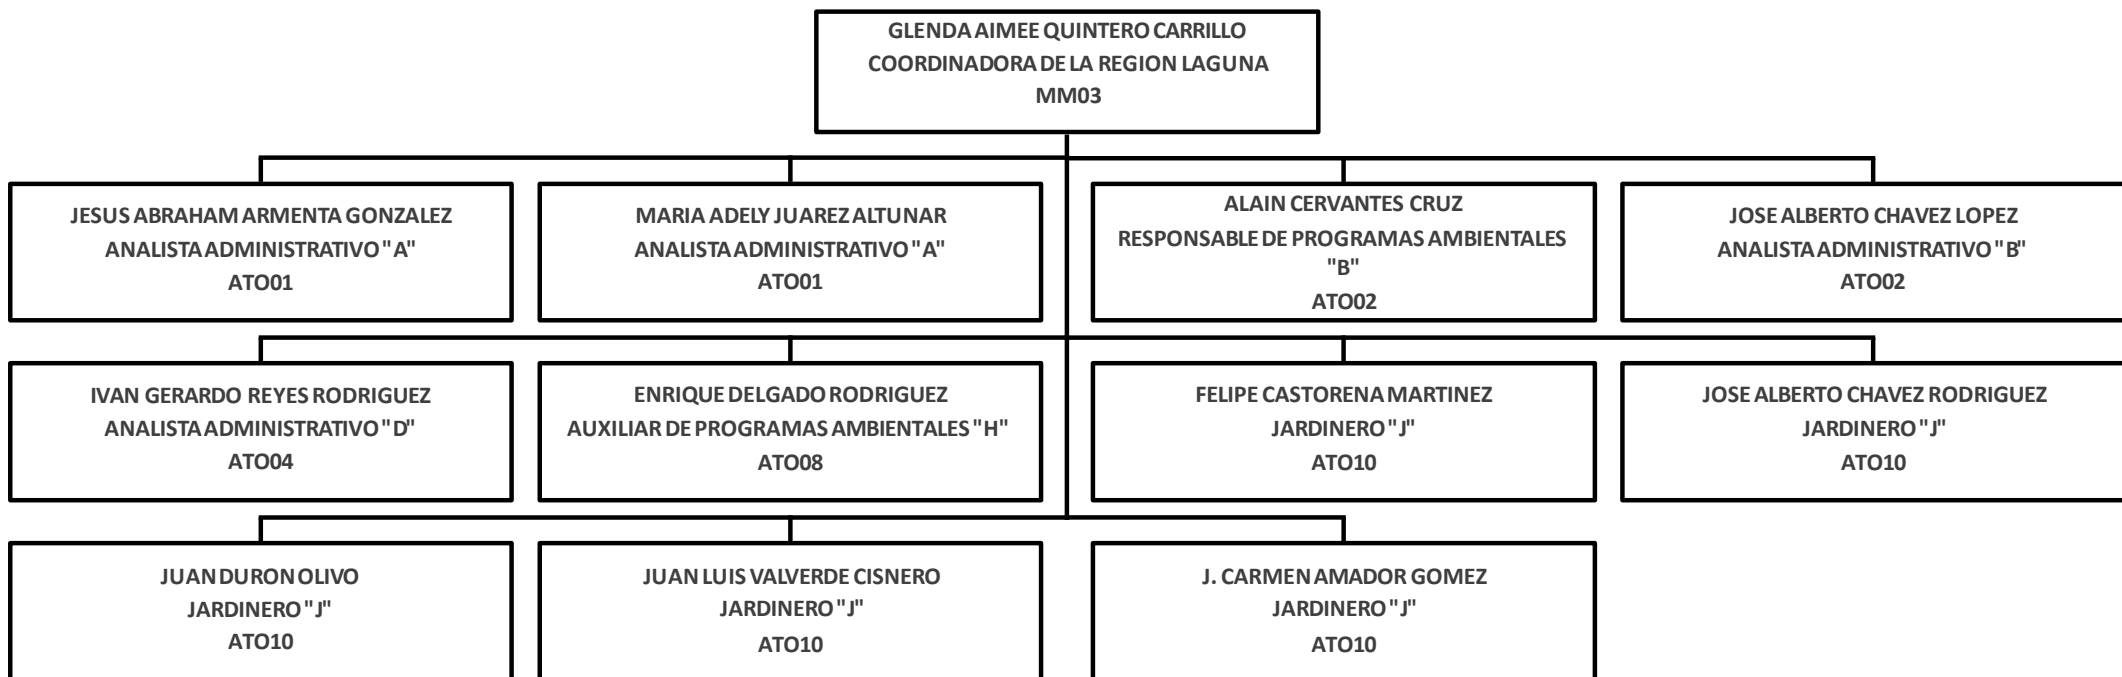 GLENDA AIMEE QUINTERO CARRILLO
COORDINADORA DE LA REGION LAGUNA
MM03
JESUS ABRAHAM ARMENTA GONZALEZ
ANALISTA ADMINISTRATIVO "A"
ATO01
MARIA ADELY JUAREZ ALTUNAR
ANALISTA ADMINISTRATIVO "A"
ATO01
ALAIN CERVANTES CRUZ
RESPONSABLE DE PROGRAMAS AMBIENTALES
"B"
ATO02
JOSE ALBERTO CHAVEZ LOPEZ
ANALISTA ADMINISTRATIVO "B"
ATO02
IVAN GERARDO REYES RODRIGUEZ
ANALISTA ADMINISTRATIVO "D"
ATO04
ENRIQUE DELGADO RODRIGUEZ
AUXILIAR DE PROGRAMAS AMBIENTALES "H"
ATO08
FELIPE CASTORENA MARTINEZ
JARDINERO "J"
ATO10
JOSE ALBERTO CHAVEZ RODRIGUEZ
JARDINERO "J"
ATO10
JUAN DURON OLIVO
JARDINERO "J"
ATO10
JUAN LUIS VALVERDE CISNERO
JARDINERO "J"
ATO10
J. CARMEN AMADOR GOMEZ
JARDINERO "J"
ATO10